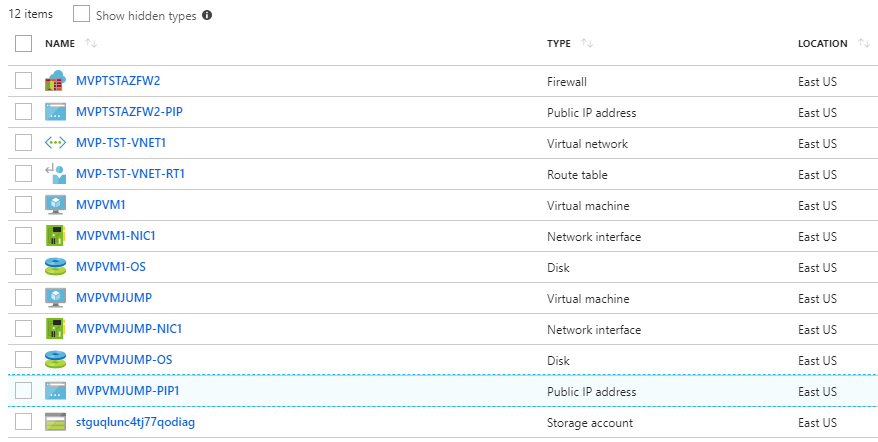 12 items Show hidden types
NAME TYPE LOCATION
MVPTSTAZFW2 Firewall East US
MVPTSTAZFW2-PIP Public IP address East US
MVP-TST-VNET1 Virtual network East US
MVP-TST-VNET-RT1 Route table East US
MVPVM1 Virtual machine East US
MVPVM1-NIC1 Network interface East US
MVPVM1-OS Disk East US
MVPVMJUMP Virtual machine East US
MVPVMJUMP-NIC1 Network interface East US
MVPVMJUMP-OS Disk East US
MVPVMJUMP-PIP1 Public IP address East US
stguqlunc4tj77qodiag Storage account East US